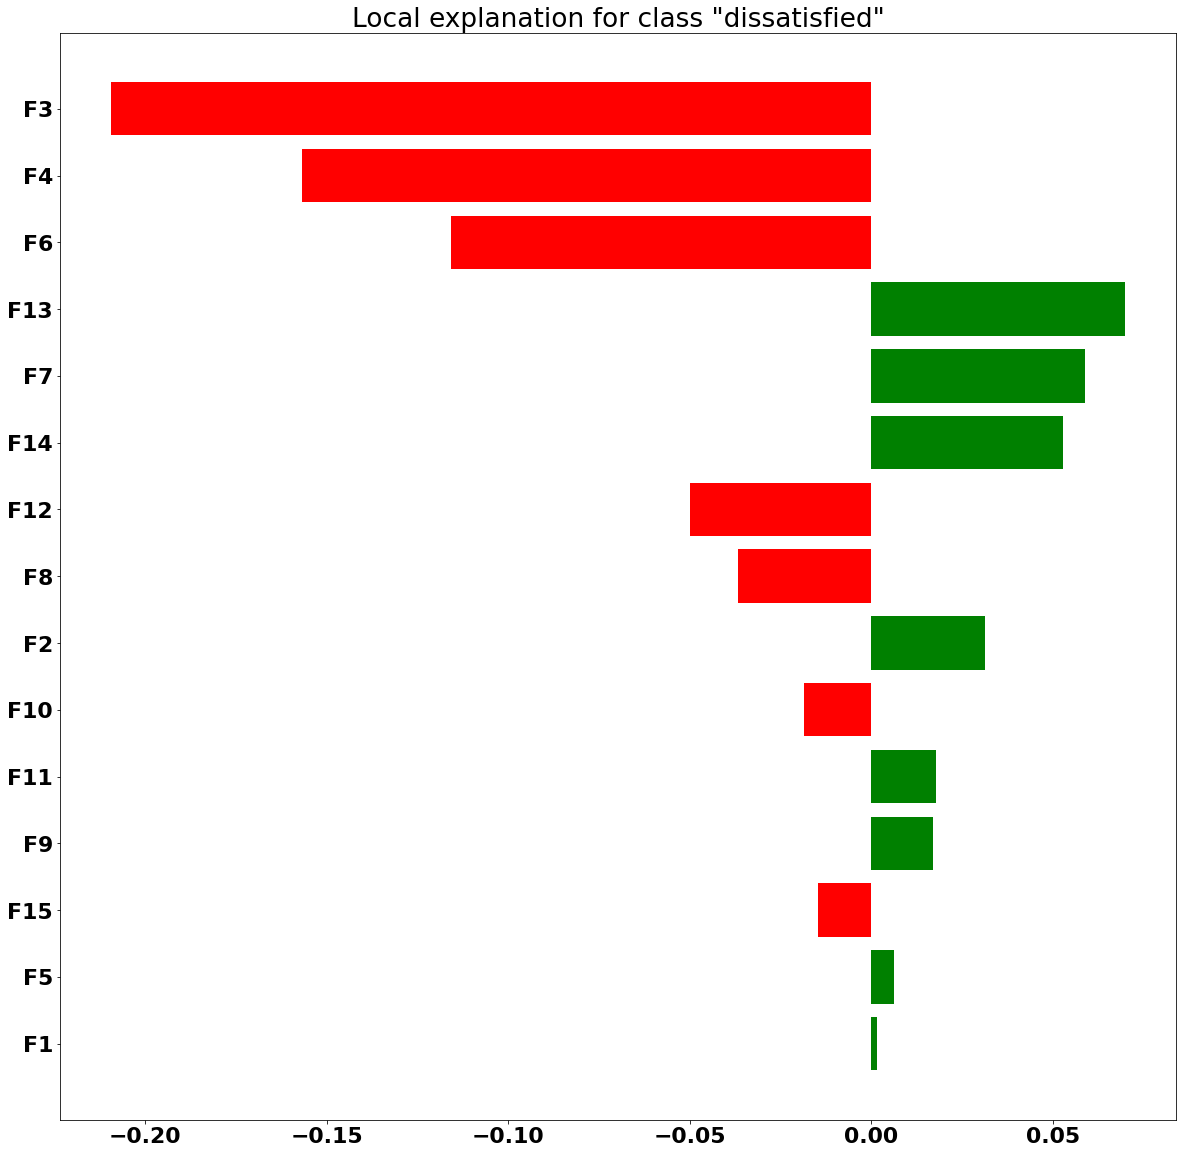 Local explanation for class "dissatisfied"
F3
F4
F6
F13
F7
F14
F12
F8
F2
F10
F11
F9
F15
F5
F1
−0.20 −0.15 −0.10 −0.05 0.00 0.05